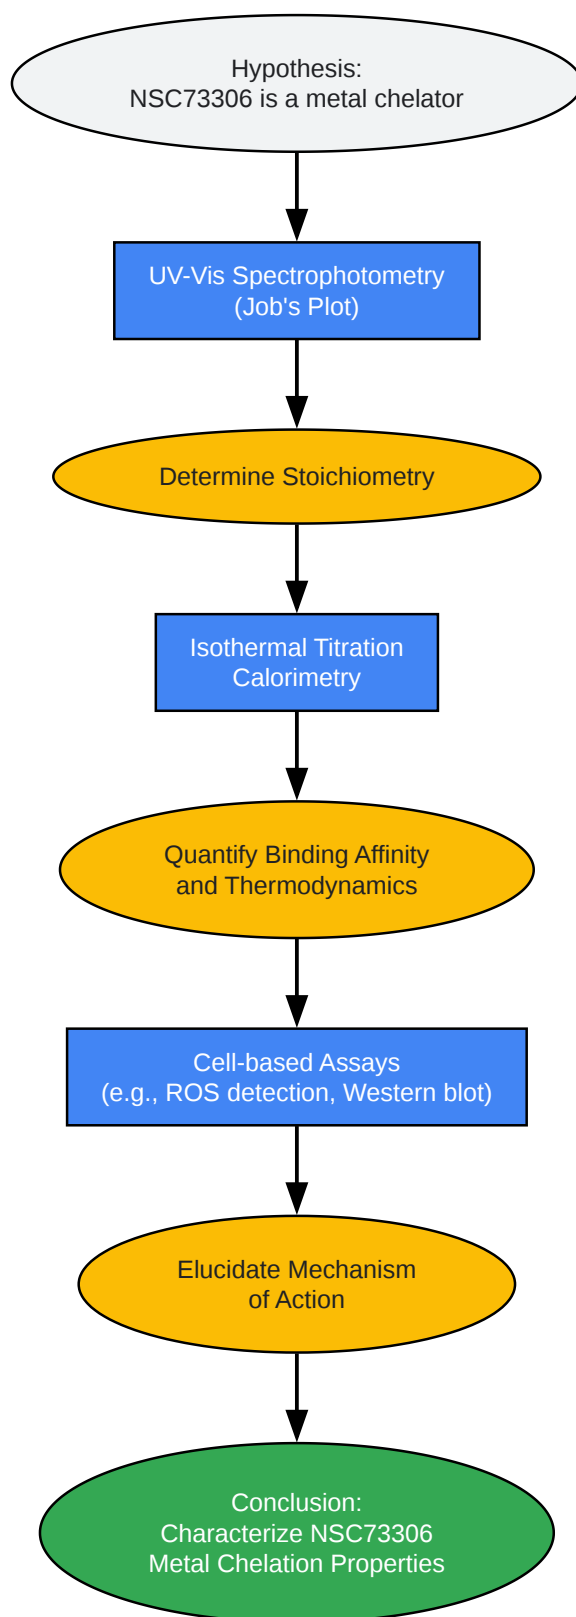 Hypothesis:
NSC73306 is a metal chelator
UV-Vis Spectrophotometry
(Job's Plot)
Determine Stoichiometry
Isothermal Titration
Calorimetry
Quantify Binding Affinity
and Thermodynamics
Cell-based Assays
(e.g., ROS detection, Western blot)
Elucidate Mechanism
of Action
Conclusion:
Characterize NSC73306
Metal Chelation Properties